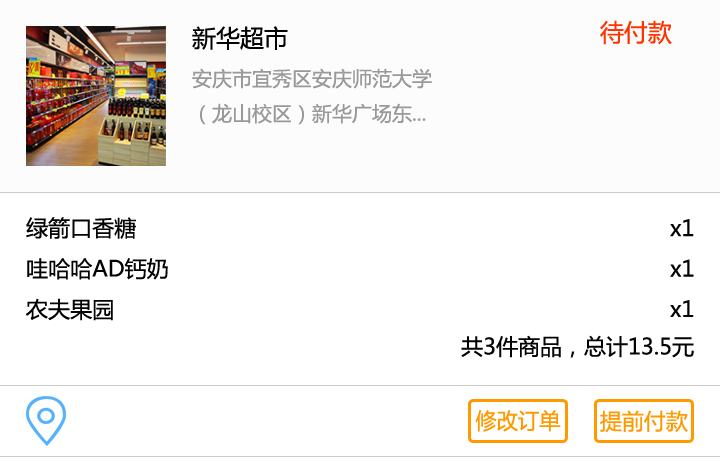 新华超市
待付款
安庆市宜秀区安庆师范大学
（龙山校区）新华广场东...
绿箭口香糖 x1
哇哈哈AD钙奶 x1
农夫果园 x1
共3件商品，总计13.5元
修改订单 提前付款